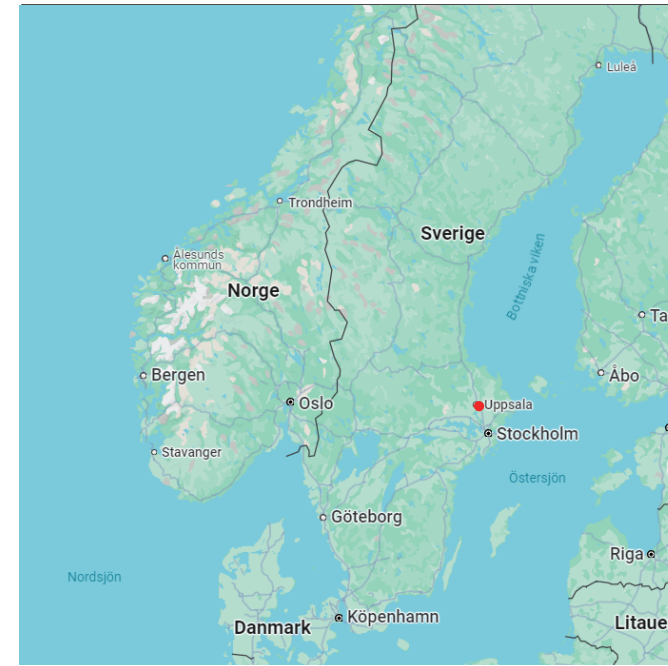 Luleå
Trondheim
Sverige
Ålesunds
kommun
Bottniska viken
Norge
Ta
Bergen
Åbo
Oslo
Uppsala
Stockholm
Stavanger
Östersjön
Göteborg
Riga
Nordsjön
Köpenhamn
Danmark
Litaue